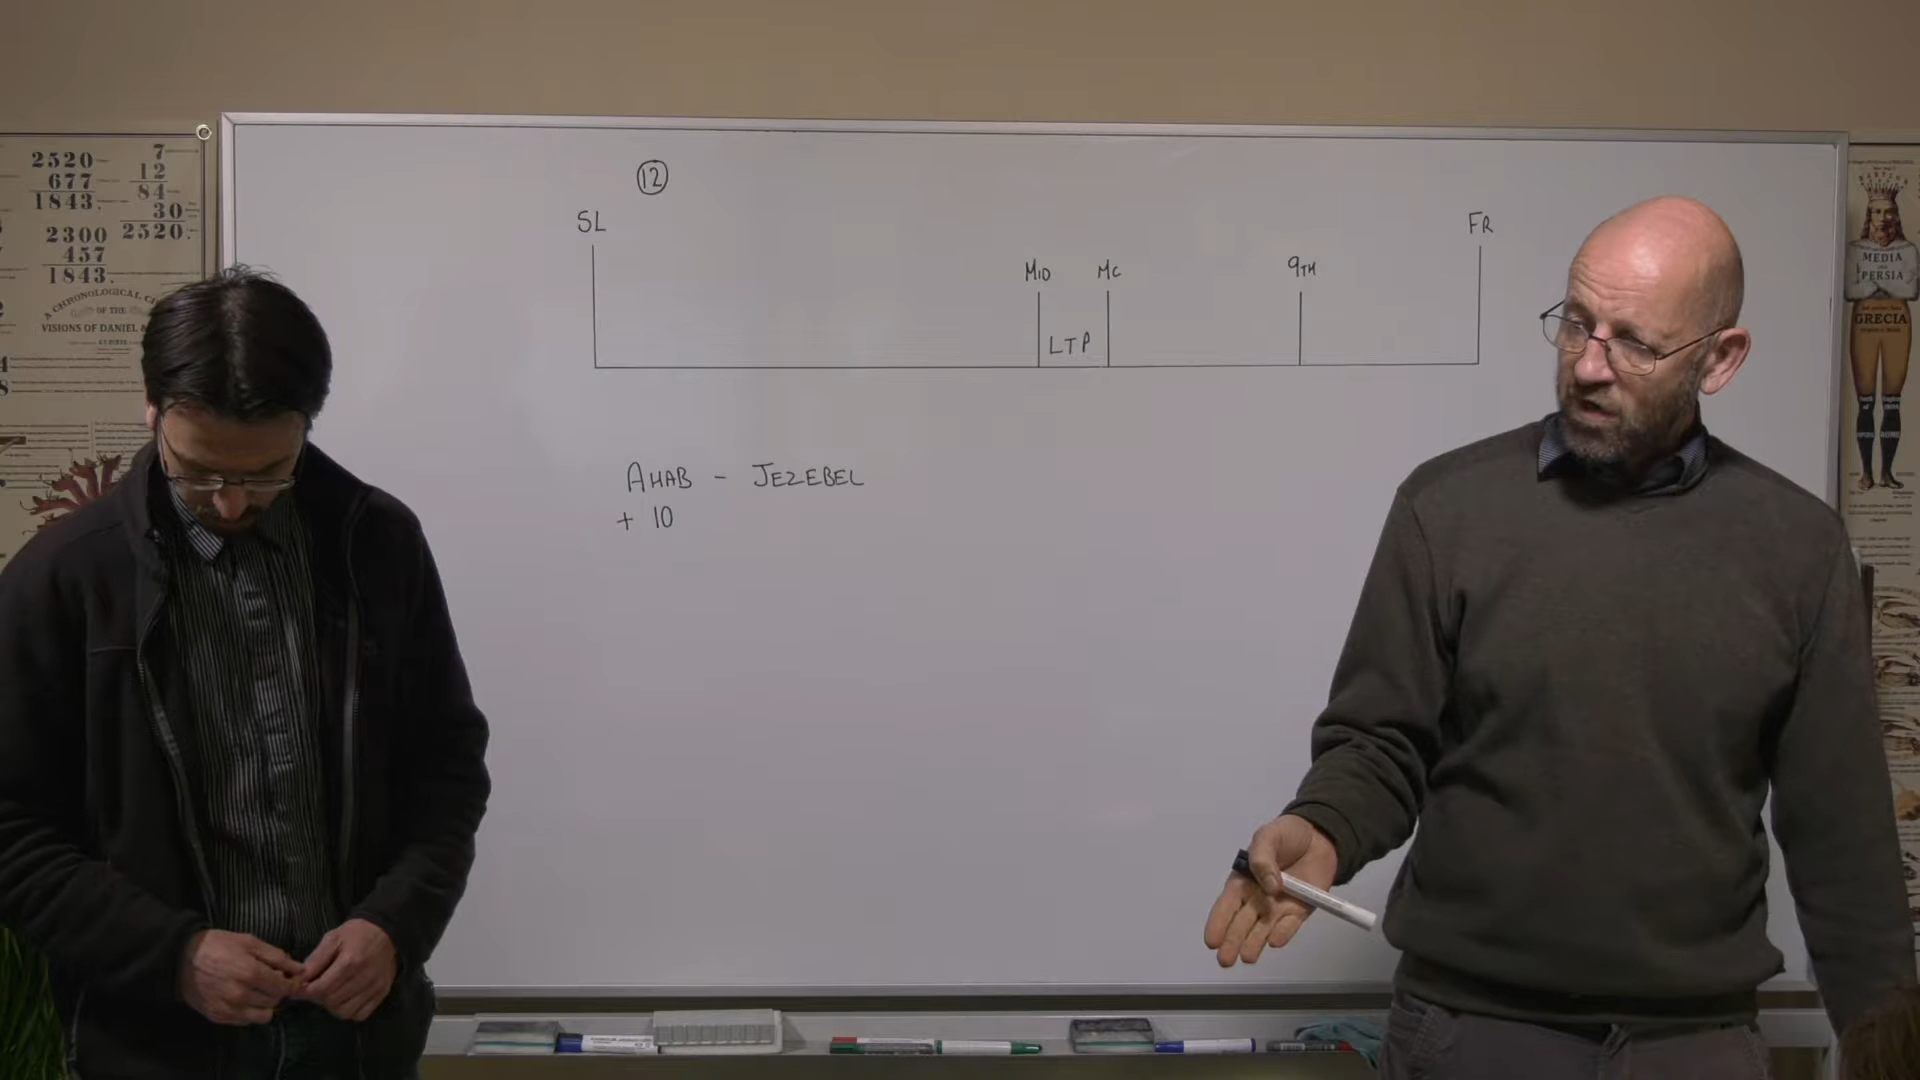 12
SL
FR
MID MC 9TH
LTP
AHAB - JEZEBEL
+ 10
2520
677
1843.
7
12
84
30
2520.
2300
457
1843.
A CHRONOLOGICAL
OF THE
VISIONS OF DANIEL &
BABYLON
MEDIA
PERSIA
GRECIA